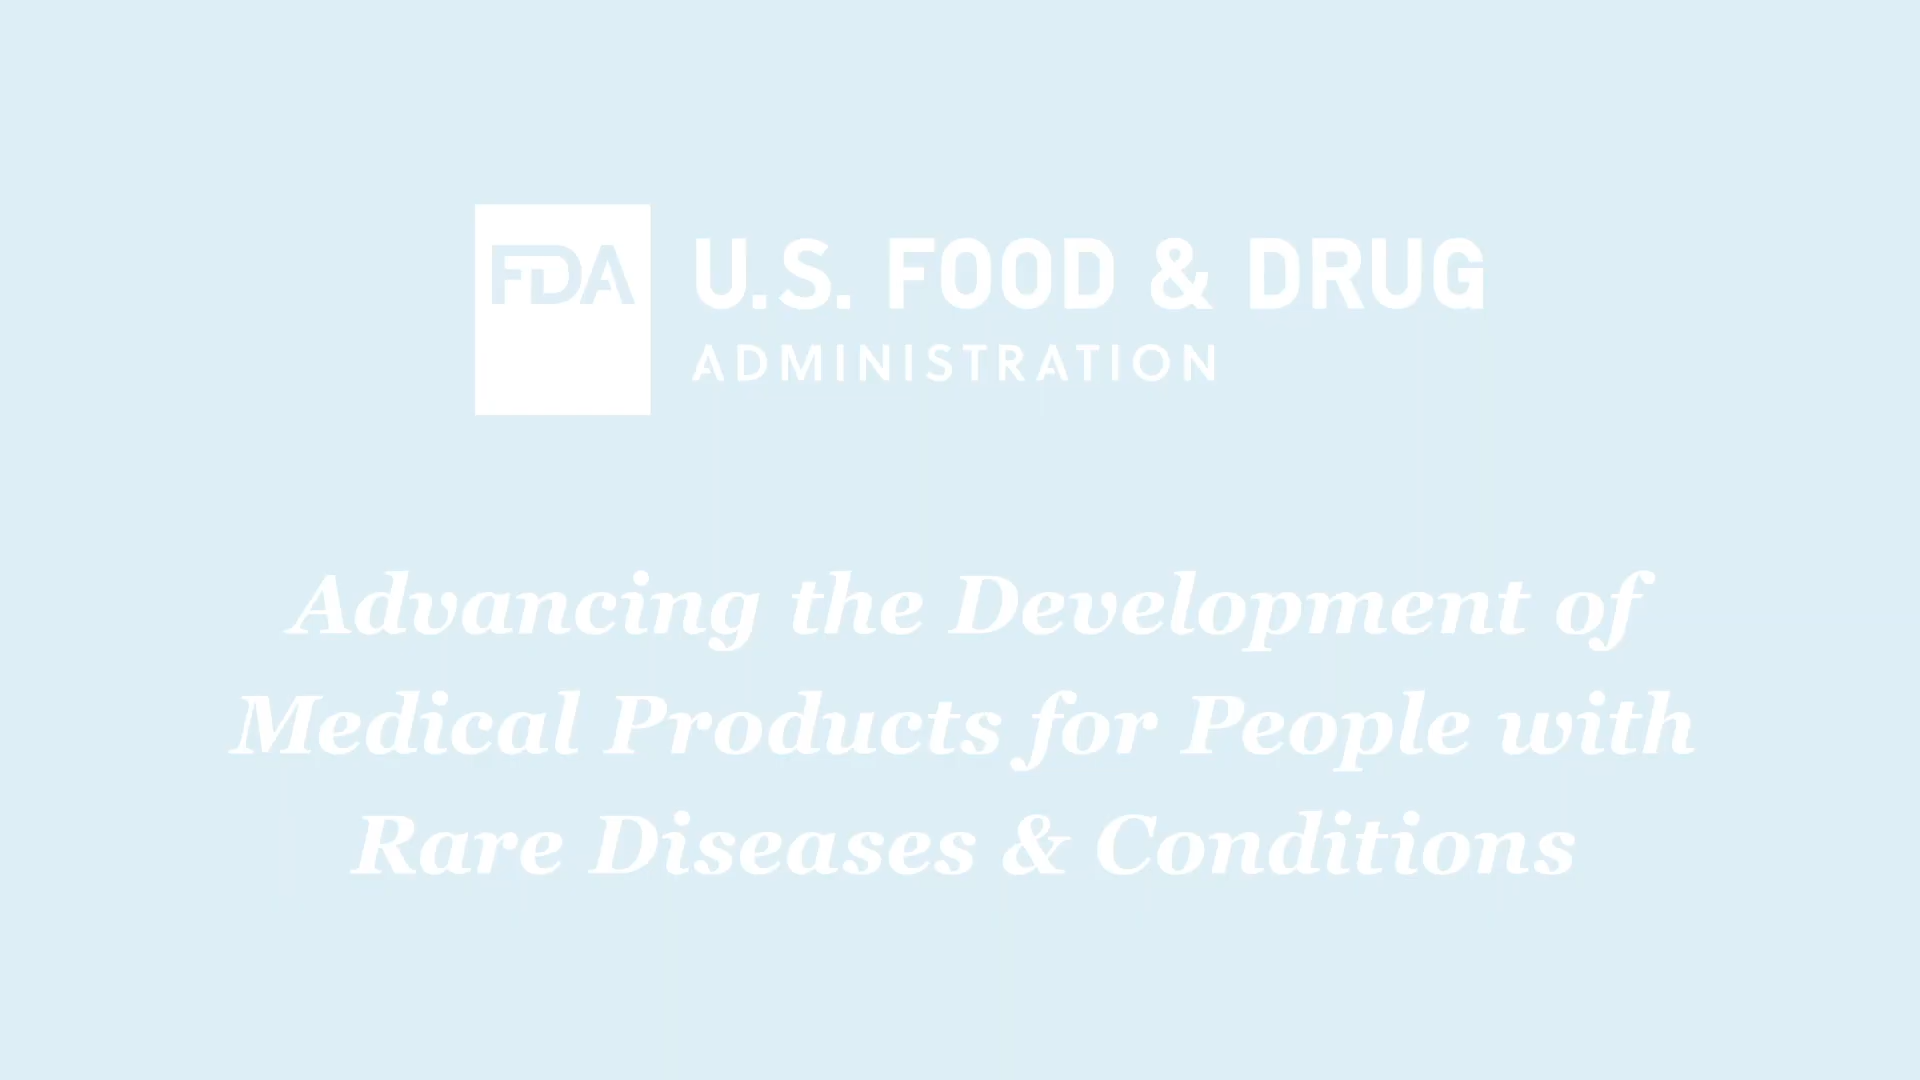 FDA U.S. FOOD & DRUG
ADMINISTRATION
Advancing the Development of
Medical Products for People with
Rare Diseases & Conditions